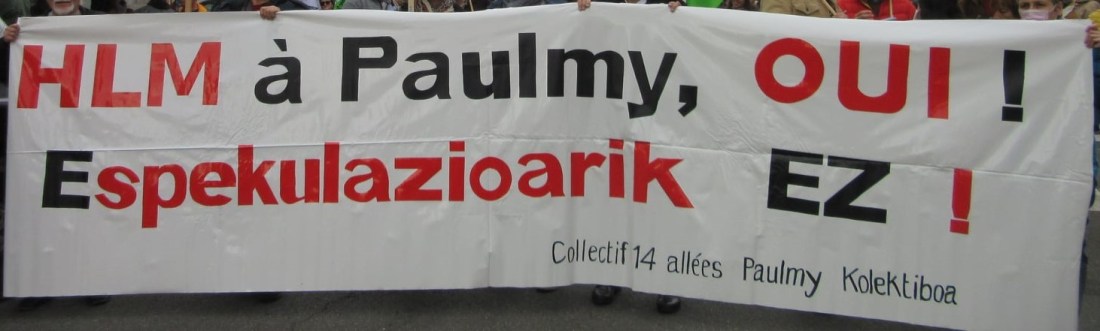 HLM à Paulmy, OUI !
Espekulazioarik EZ !
Collectif 14 allées Paulmy Kolektiboa